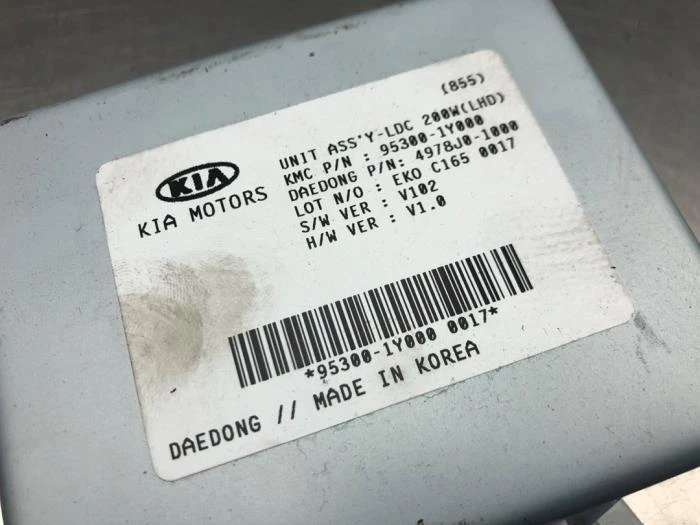 (855)
KIA
KIA MOTORS
UNIT ASS'Y-LDC 200W(LHD)
KMC P/N : 95300-1Y000
DAEDONG P/N: 4978J0-1000
LOT N/O : EKO C165 0017
S/W VER : V102
H/W VER : V1.0
*95300-1Y000 0017*
DAEDONG // MADE IN KOREA